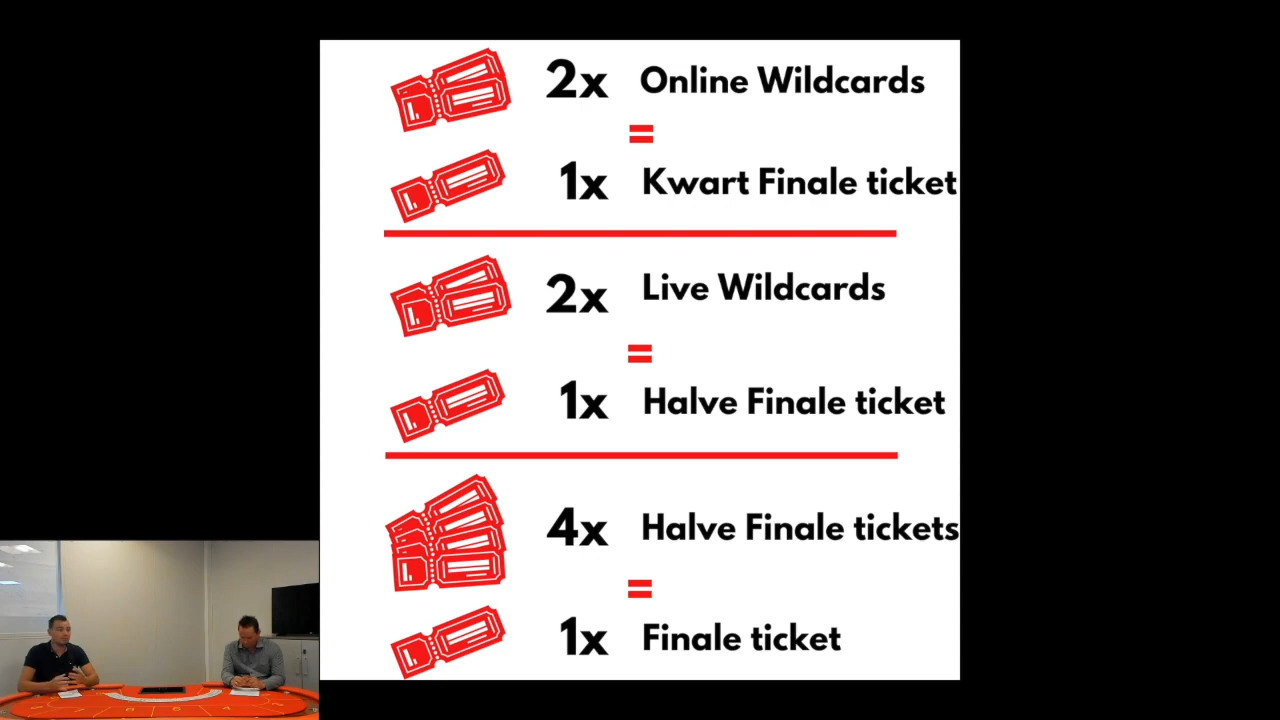 2x Online Wildcards
=
1x Kwart Finale ticket
2x Live Wildcards
=
1x Halve Finale ticket
4x Halve Finale tickets
=
1x Finale ticket